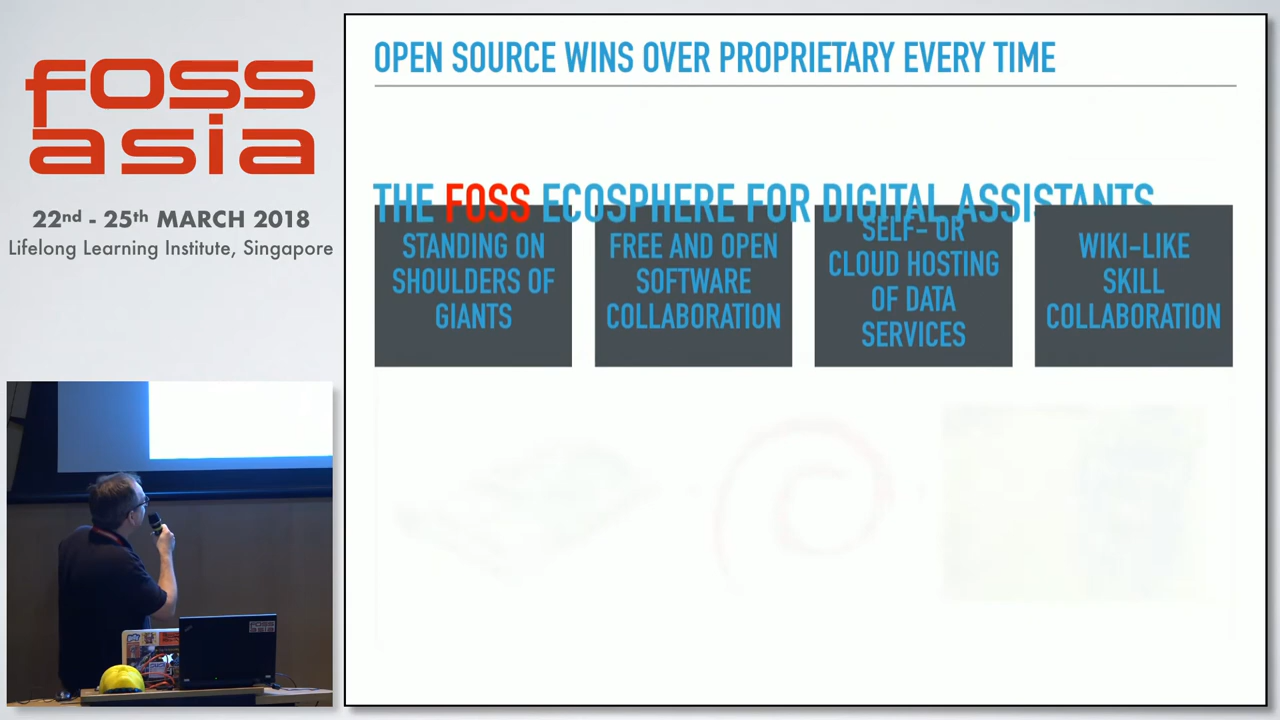 foss
asia
22nd - 25th MARCH 2018
Lifelong Learning Institute, Singapore
OPEN SOURCE WINS OVER PROPRIETARY EVERY TIME
THE FOSS ECOSPHERE FOR DIGITAL ASSISTANTS
STANDING ON
SHOULDERS OF
GIANTS
FREE AND OPEN
SOFTWARE
COLLABORATION
SELF- OR
CLOUD HOSTING
OF DATA
SERVICES
WIKI-LIKE
SKILL
COLLABORATION